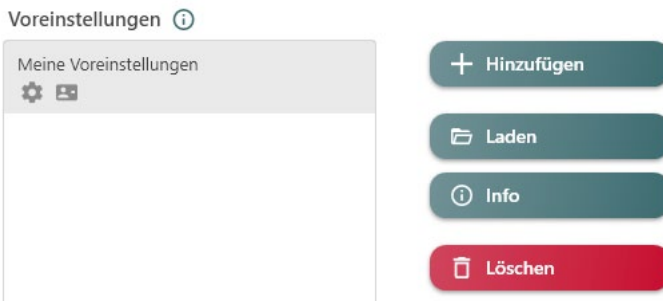 Voreinstellungen
Meine Voreinstellungen
Hinzufügen
Laden
Info
Löschen